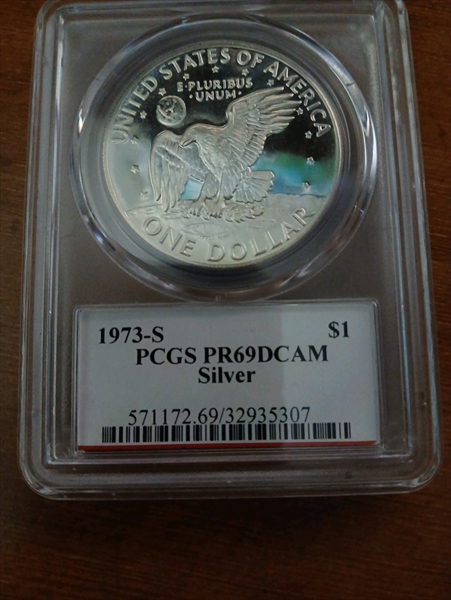 UNITED STATES OF AMERICA
E·PLURIBUS
UNUM·
ONE DOLLAR
1973-S $1
PCGS PR69DCAM
Silver
571172.69/32935307